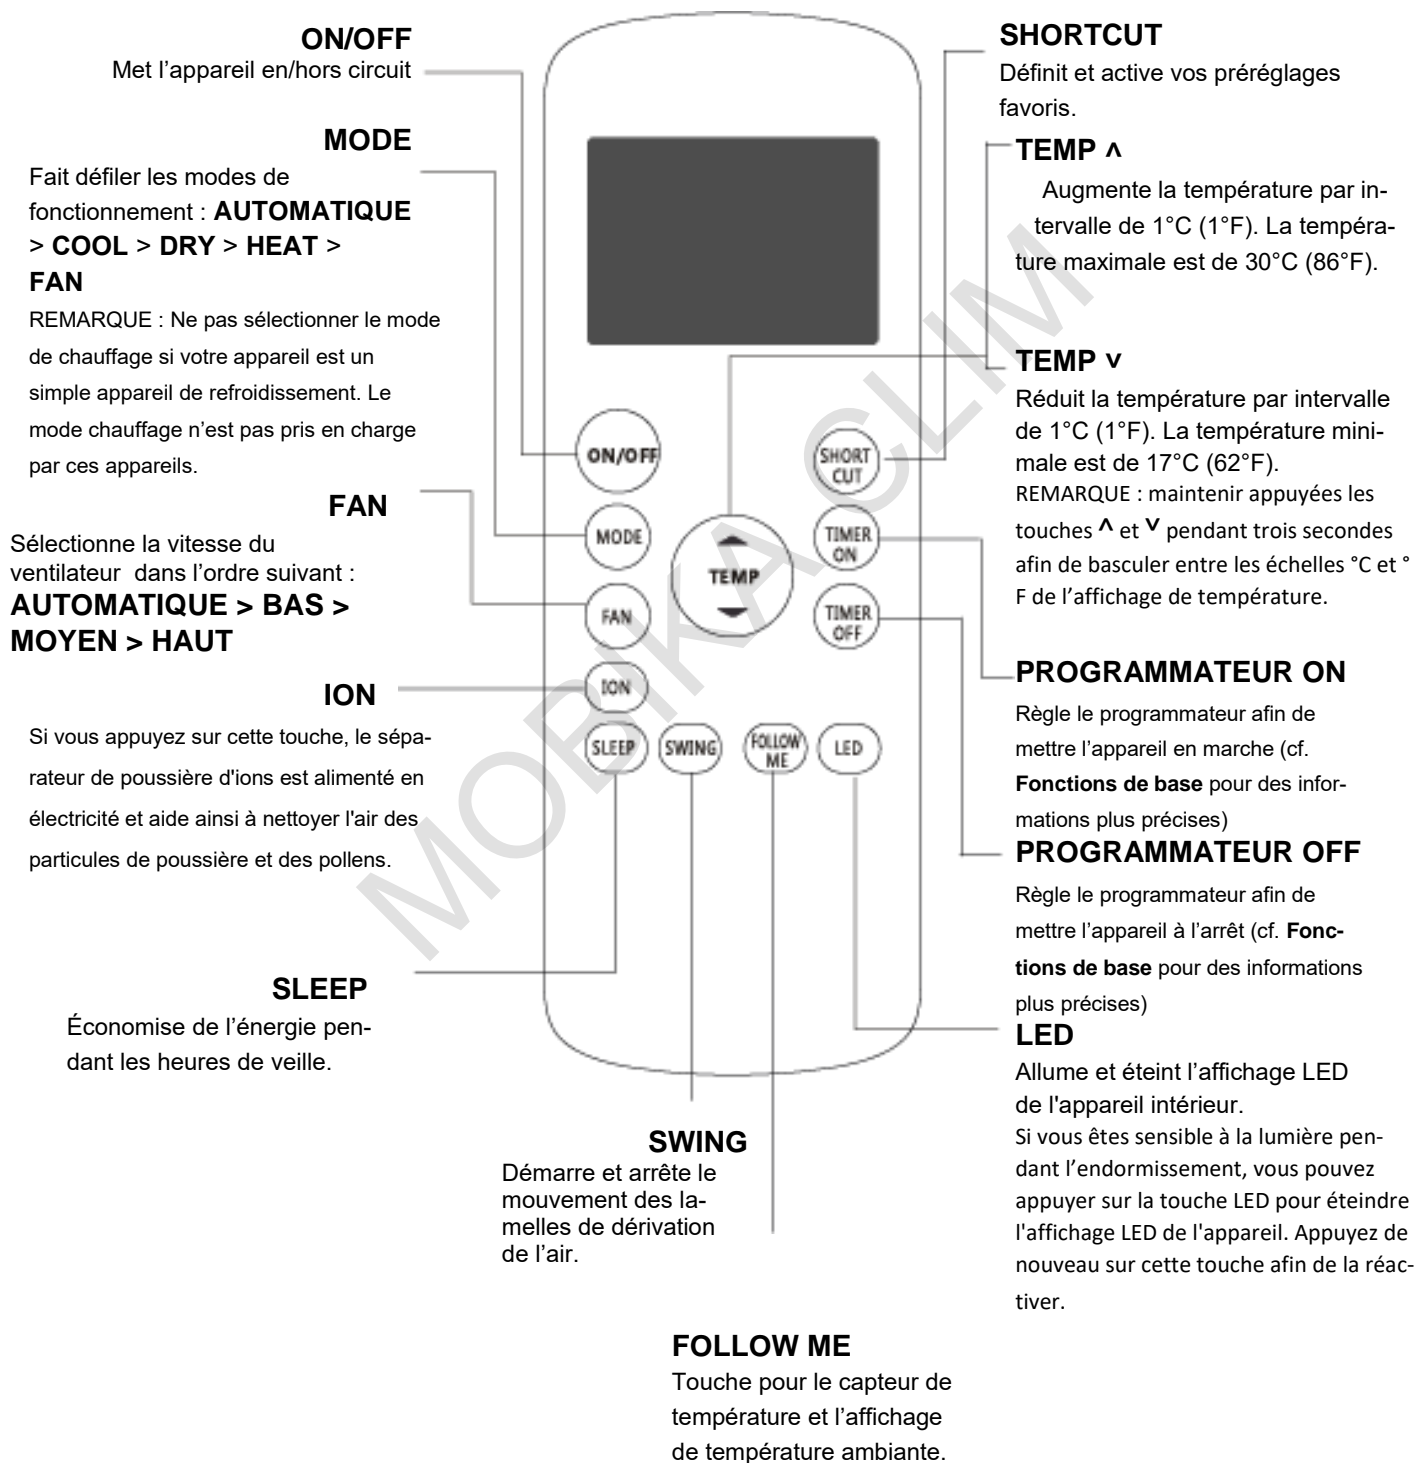 ON/OFF
Met l’appareil en/hors circuit
MODE
Fait défiler les modes de
fonctionnement : AUTOMATIQUE
> COOL > DRY > HEAT >
FAN
REMARQUE : Ne pas sélectionner le mode
de chauffage si votre appareil est un
simple appareil de refroidissement. Le
mode chauffage n’est pas pris en charge
par ces appareils.
FAN
Sélectionne la vitesse du
ventilateur dans l’ordre suivant :
AUTOMATIQUE > BAS >
MOYEN > HAUT
ION
Si vous appuyez sur cette touche, le sépa-
rateur de poussière d'ions est alimenté en
électricité et aide ainsi à nettoyer l'air des
particules de poussière et des pollens.
SLEEP
Économise de l’énergie pen-
dant les heures de veille.
ON/OFF
MODE
FAN
ION
SLEEP
SWING
FOLLOW
ME
LED
TEMP
SHORT
CUT
TIMER
ON
TIMER
OFF
MOBIKA CLIM
SWING
Démarre et arrête le
mouvement des la-
melles de dérivation
de l’air.
FOLLOW ME
Touche pour le capteur de
température et l’affichage
de température ambiante.
SHORTCUT
Définit et active vos préréglages
favoris.
TEMP ˄
Augmente la température par in-
tervalle de 1°C (1°F). La tempéra-
ture maximale est de 30°C (86°F).
TEMP ˅
Réduit la température par intervalle
de 1°C (1°F). La température mini-
male est de 17°C (62°F).
REMARQUE : maintenir appuyées les
touches ˄ et ˅ pendant trois secondes
afin de basculer entre les échelles °C et °
F de l’affichage de température.
PROGRAMMATEUR ON
Règle le programmateur afin de
mettre l’appareil en marche (cf.
Fonctions de base pour des infor-
mations plus précises)
PROGRAMMATEUR OFF
Règle le programmateur afin de
mettre l’appareil à l’arrêt (cf. Fonc-
tions de base pour des informations
plus précises)
LED
Allume et éteint l’affichage LED
de l'appareil intérieur.
Si vous êtes sensible à la lumière pen-
dant l’endormissement, vous pouvez
appuyer sur la touche LED pour éteindre
l'affichage LED de l'appareil. Appuyez de
nouveau sur cette touche afin de la réac-
tiver.